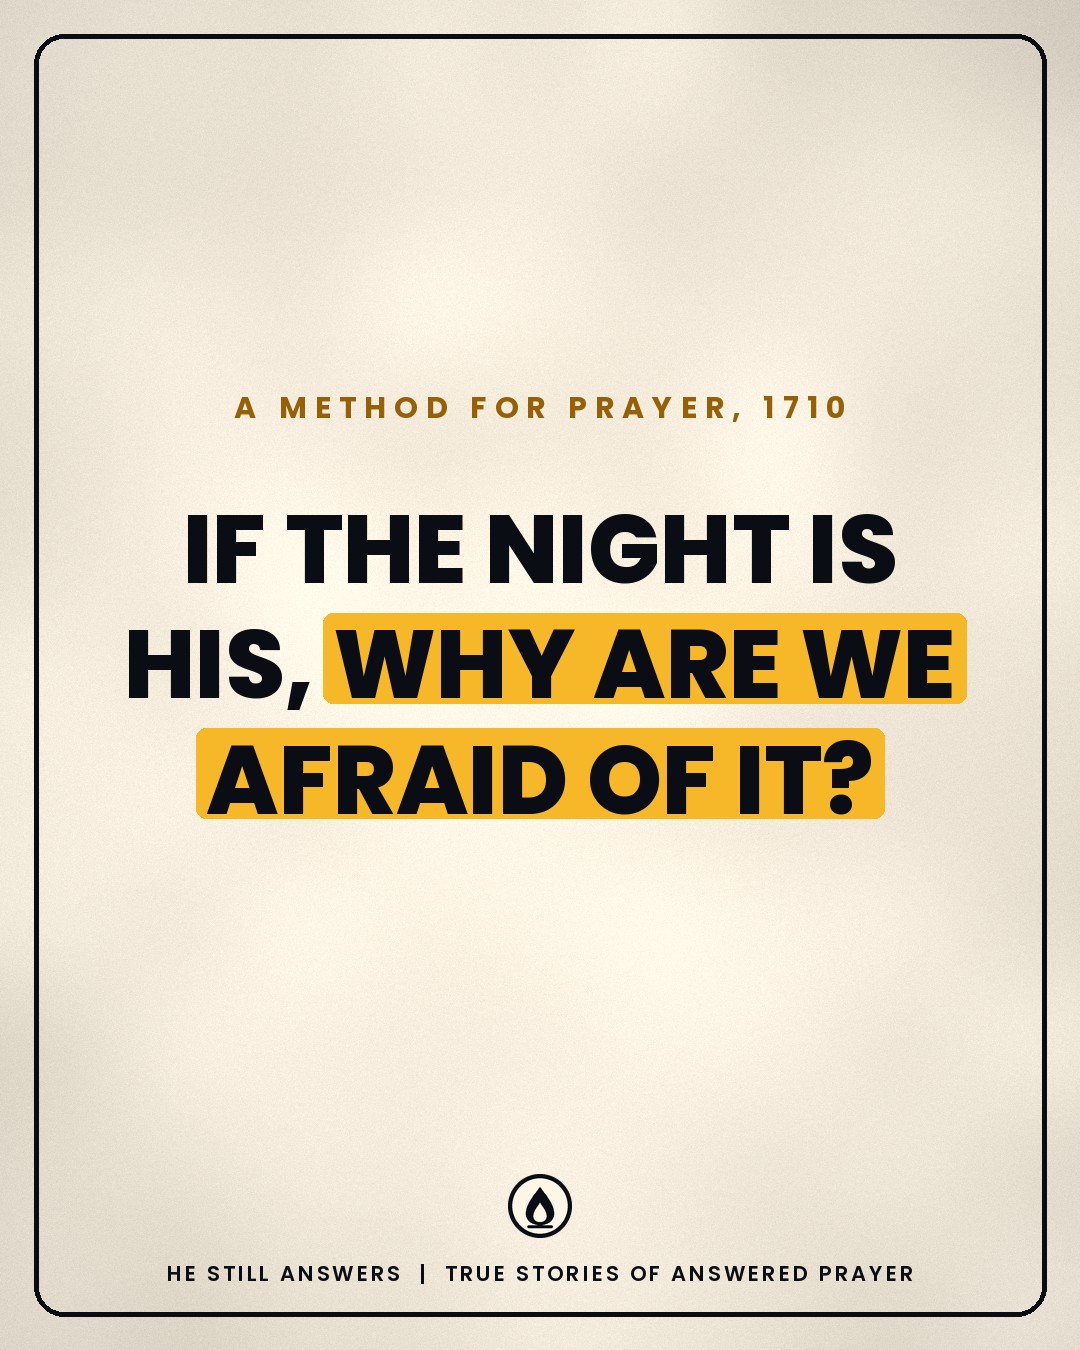 A METHOD FOR PRAYER, 1710
IF THE NIGHT IS
HIS, WHY ARE WE
AFRAID OF IT?
HE STILL ANSWERS | TRUE STORIES OF ANSWERED PRAYER